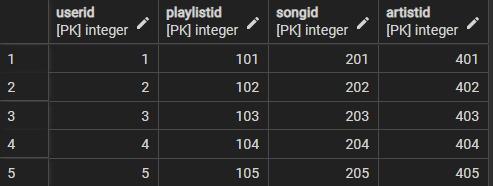 userid playlistid songid artistid
[PK] integer [PK] integer [PK] integer [PK] integer
1 1 101 201 401
2 2 102 202 402
3 3 103 203 403
4 4 104 204 404
5 5 105 205 405